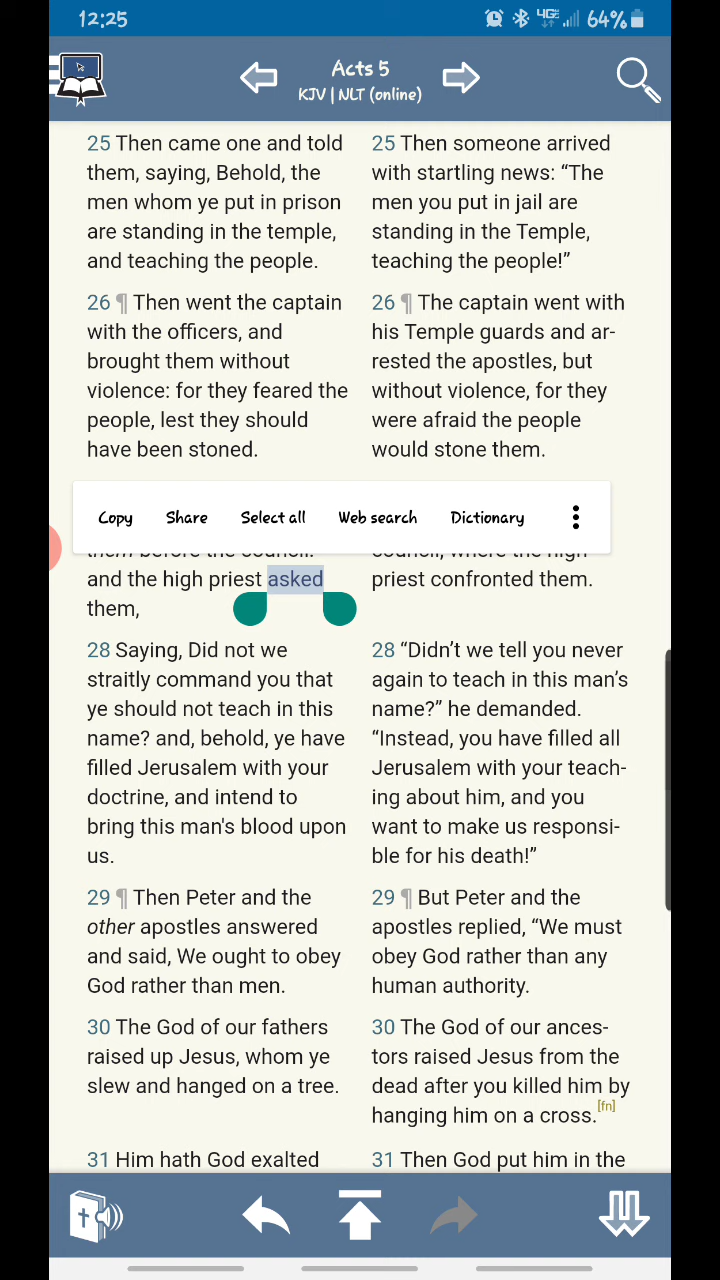 12:25
4GE 64%
Acts 5
KJV | NLT (online)
25 Then came one and told
them, saying, Behold, the
men whom ye put in prison
are standing in the temple,
and teaching the people.
26 ¶ Then went the captain
with the officers, and
brought them without
violence: for they feared the
people, lest they should
have been stoned.
Copy Share Select all Web search Dictionary
them before the council:
and the high priest asked
them,
28 Saying, Did not we
straitly command you that
ye should not teach in this
name? and, behold, ye have
filled Jerusalem with your
doctrine, and intend to
bring this man's blood upon
us.
29 ¶ Then Peter and the
other apostles answered
and said, We ought to obey
God rather than men.
30 The God of our fathers
raised up Jesus, whom ye
slew and hanged on a tree.
31 Him hath God exalted
25 Then someone arrived
with startling news: “The
men you put in jail are
standing in the Temple,
teaching the people!”
26 ¶ The captain went with
his Temple guards and ar-
rested the apostles, but
without violence, for they
were afraid the people
would stone them.
council, where the high
priest confronted them.
28 “Didn’t we tell you never
again to teach in this man’s
name?” he demanded.
“Instead, you have filled all
Jerusalem with your teach-
ing about him, and you
want to make us responsi-
ble for his death!”
29 ¶ But Peter and the
apostles replied, “We must
obey God rather than any
human authority.
30 The God of our ances-
tors raised Jesus from the
dead after you killed him by
hanging him on a cross.[fn]
31 Then God put him in the